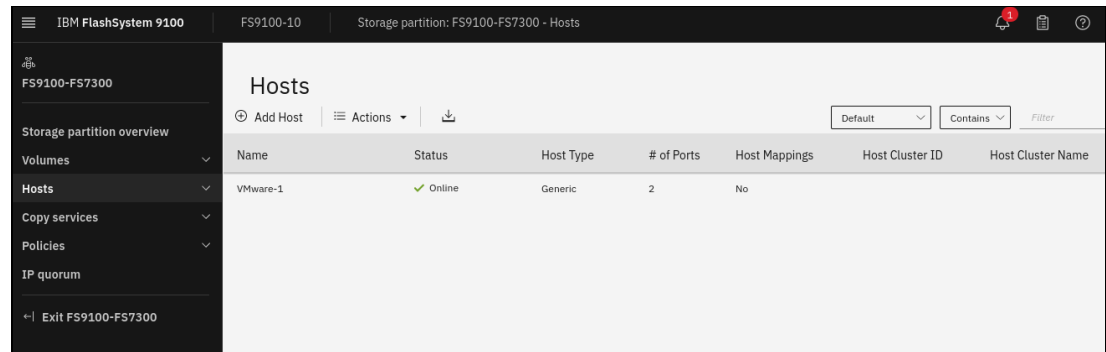 IBM FlashSystem 9100 FS9100-10 Storage partition: FS9100-FS7300 - Hosts 1
FS9100-FS7300
Storage partition overview
Volumes
Hosts
Copy services
Policies
IP quorum
Exit FS9100-FS7300
Hosts
Add Host Actions Default Contains Filter
Name Status Host Type # of Ports Host Mappings Host Cluster ID Host Cluster Name
VMware-1 Online Generic 2 No